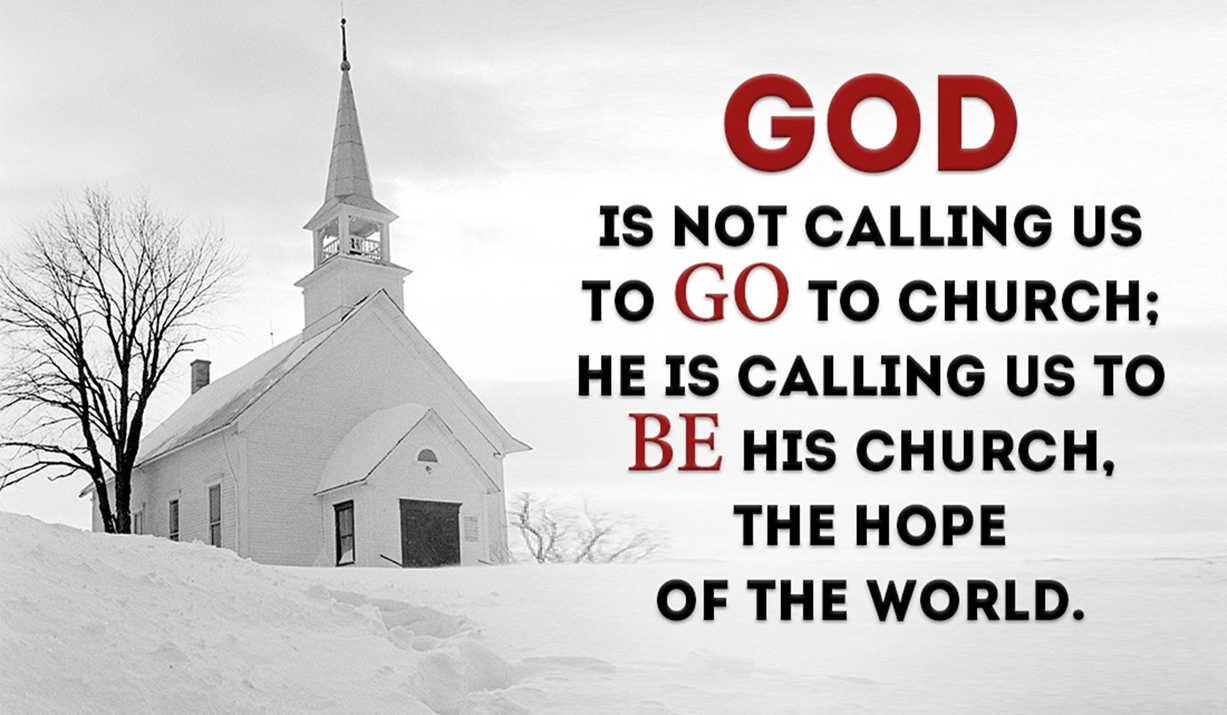 GOD
IS NOT CALLING US
TO GO TO CHURCH;
HE IS CALLING US TO
BE HIS CHURCH,
THE HOPE
OF THE WORLD.